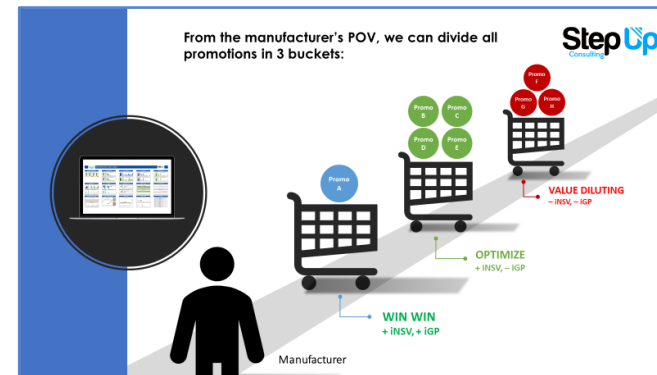 From the manufacturer's POV, we can divide all
promotions in 3 buckets:
Step Up
Consulting
Promo
F
Promo
G
Promo
H
Promo
B
Promo
C
Promo
D
Promo
E
Promo
A
VALUE DILUTING
– iNSV, – iGP
OPTIMIZE
+ iNSV, – iGP
WIN WIN
+ iNSV, + iGP
Manufacturer